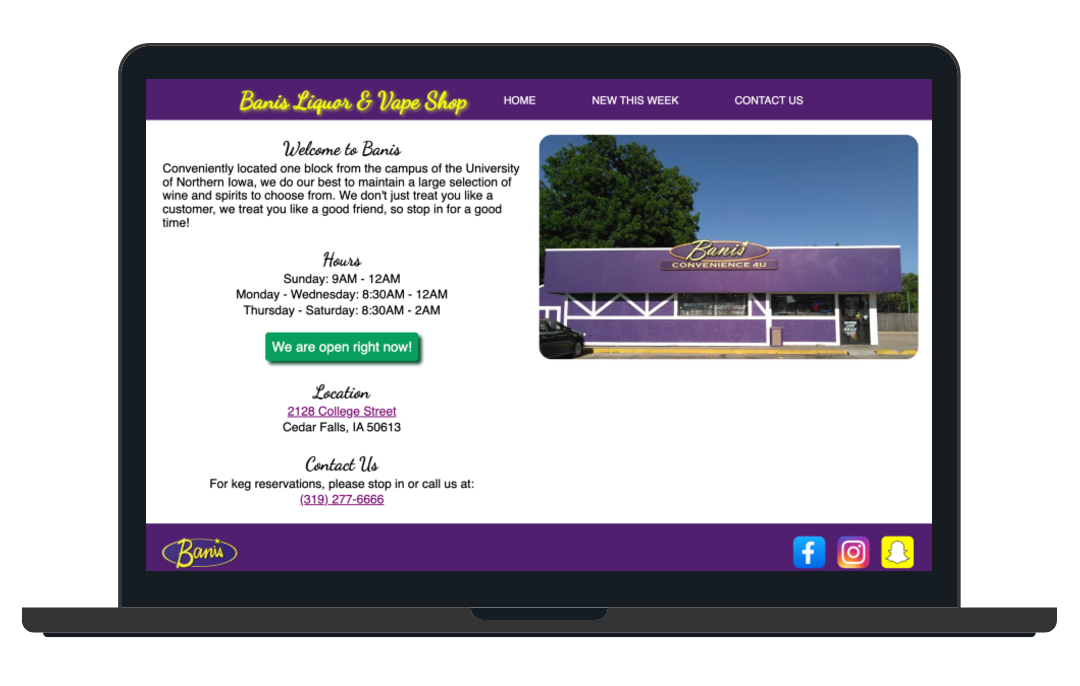 Banis Liquor & Vape Shop
HOME
NEW THIS WEEK
CONTACT US
Welcome to Banis
Conveniently located one block from the campus of the University
of Northern Iowa, we do our best to maintain a large selection of
wine and spirits to choose from. We don't just treat you like a
customer, we treat you like a good friend, so stop in for a good
time!
Hours
Sunday: 9AM - 12AM
Monday - Wednesday: 8:30AM - 12AM
Thursday - Saturday: 8:30AM - 2AM
We are open right now!
Location
2128 College Street
Cedar Falls, IA 50613
Contact Us
For keg reservations, please stop in or call us at:
(319) 277-6666
Banis
CONVENIENCE 4U
Banis